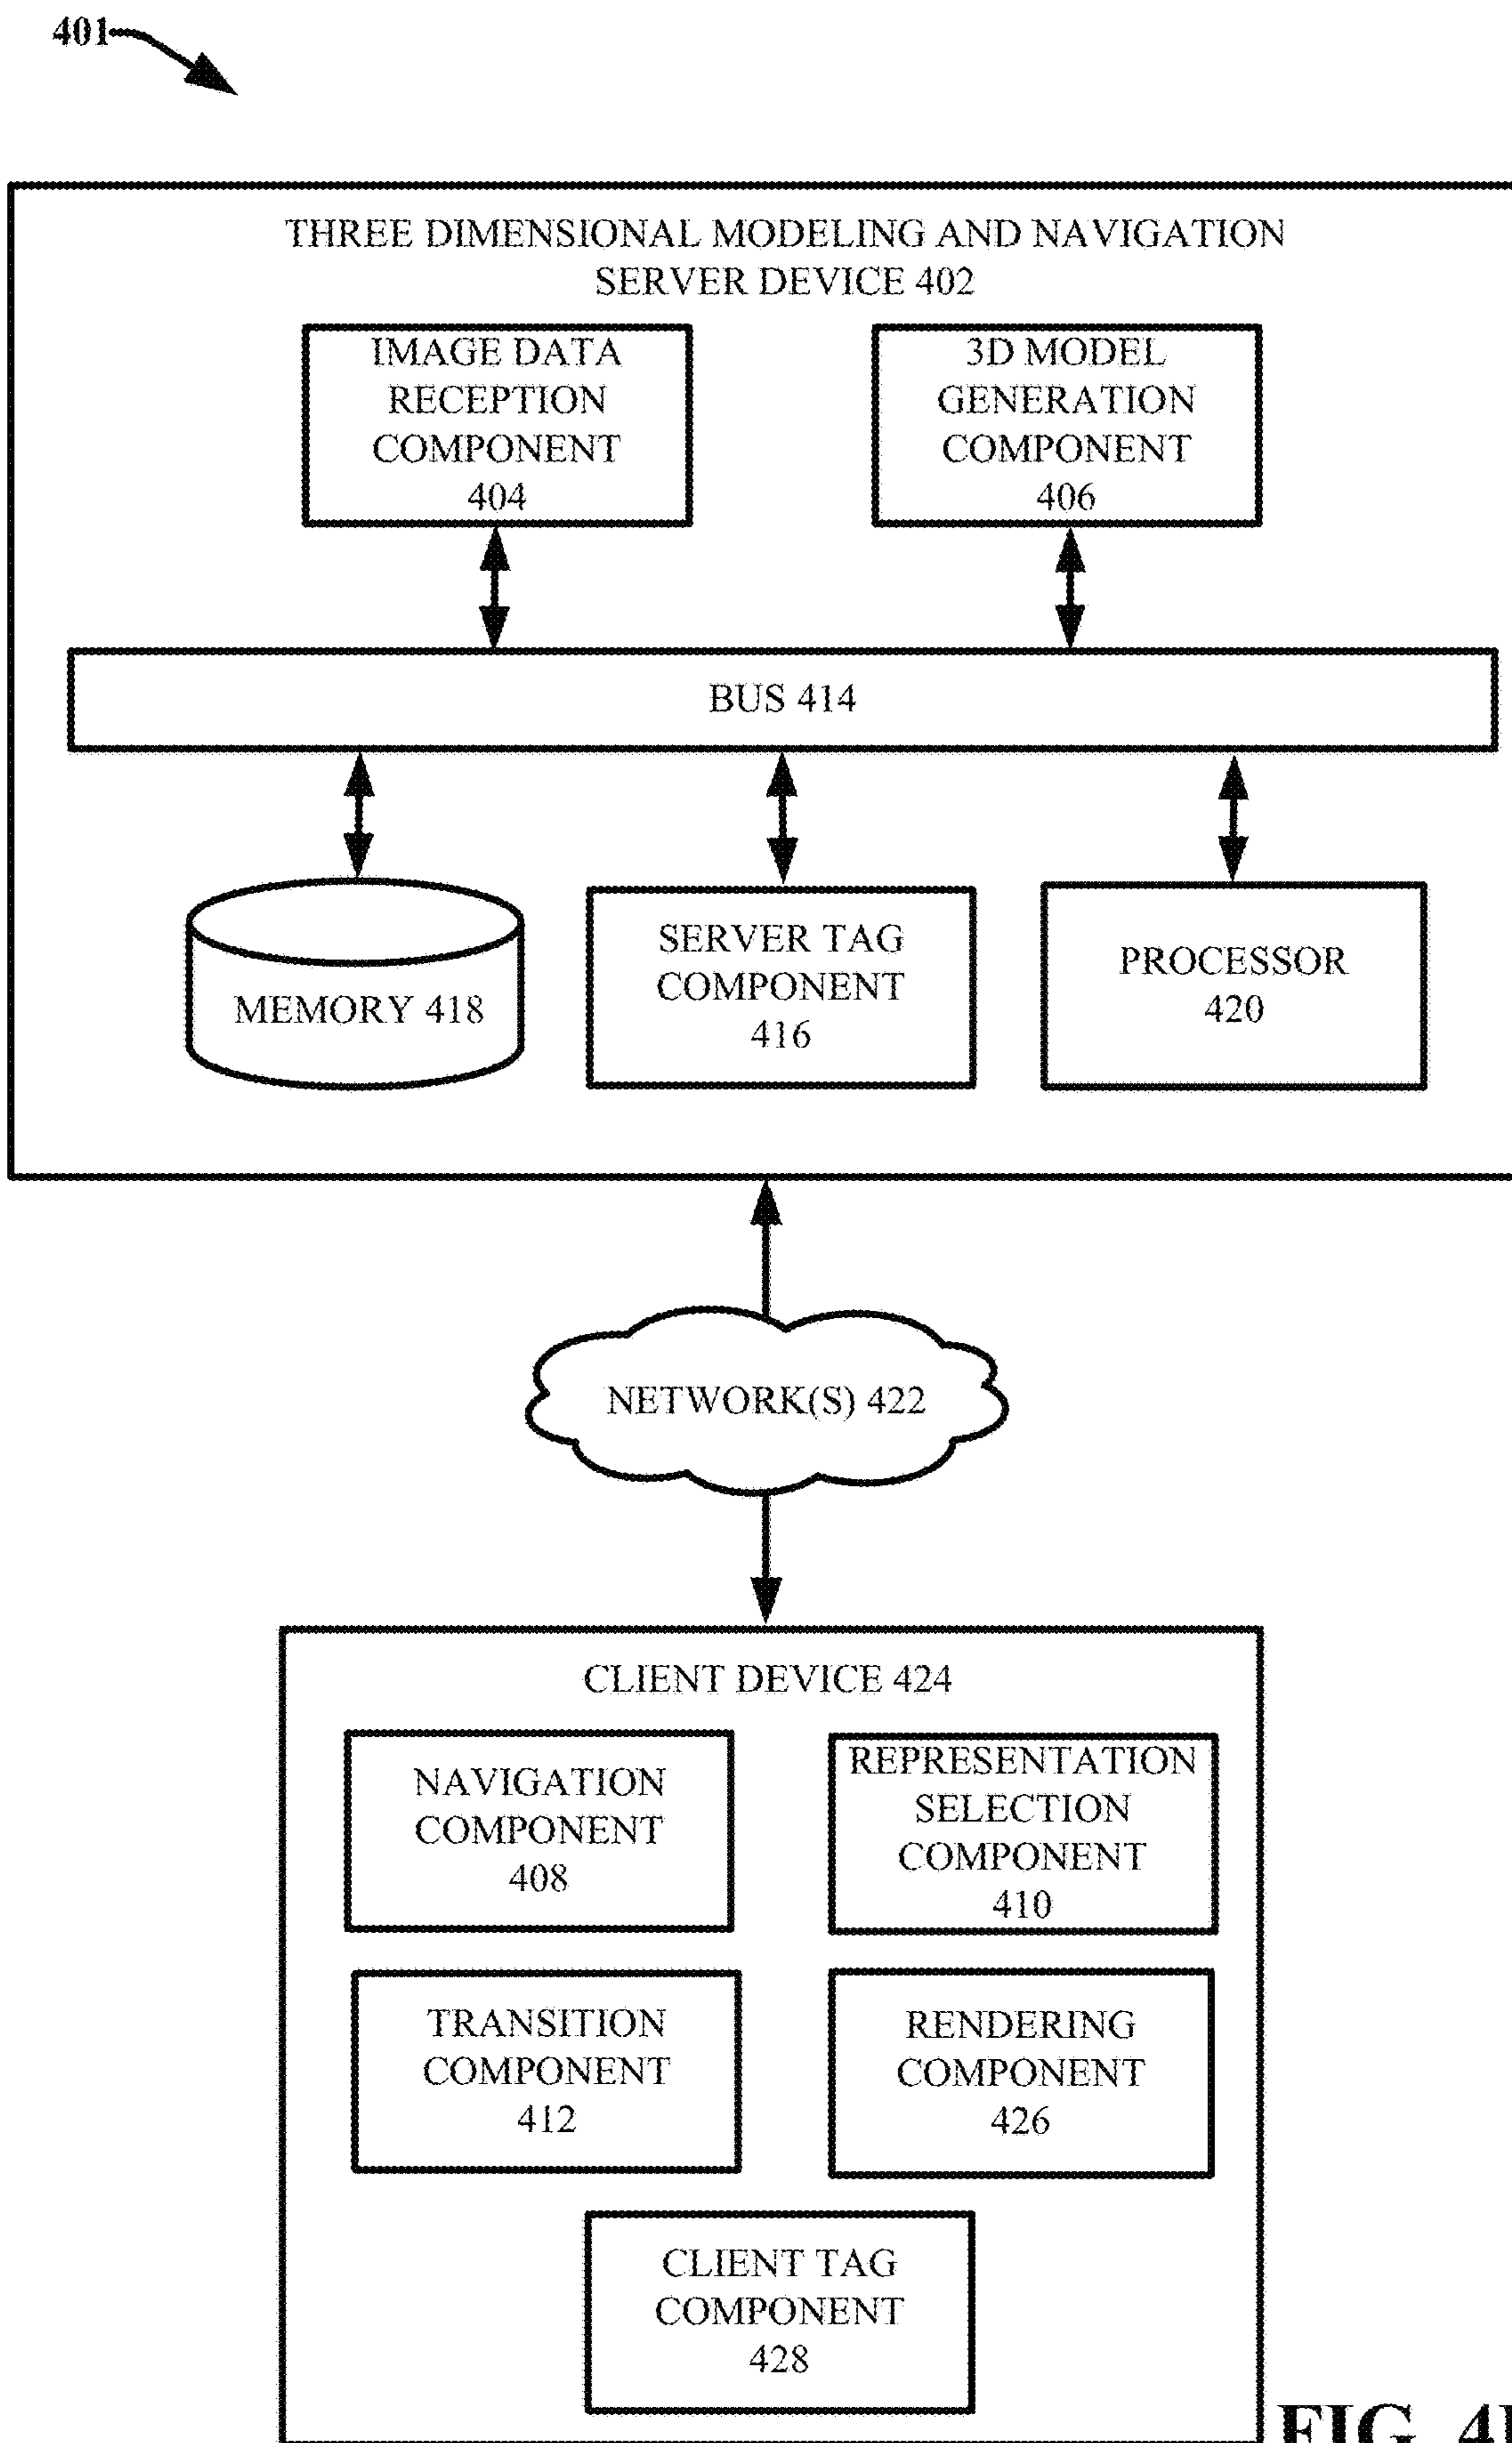 401
THREE DIMENSIONAL MODELING AND NAVIGATION
SERVER DEVICE 402
IMAGE DATA
RECEPTION
COMPONENT
404
3D MODEL
GENERATION
COMPONENT
406
BUS 414
MEMORY 418
SERVER TAG
COMPONENT
416
PROCESSOR
420
NETWORK(S) 422
CLIENT DEVICE 424
NAVIGATION
COMPONENT
408
REPRESENTATION
SELECTION
COMPONENT
410
TRANSITION
COMPONENT
412
RENDERING
COMPONENT
426
CLIENT TAG
COMPONENT
428
FIG.